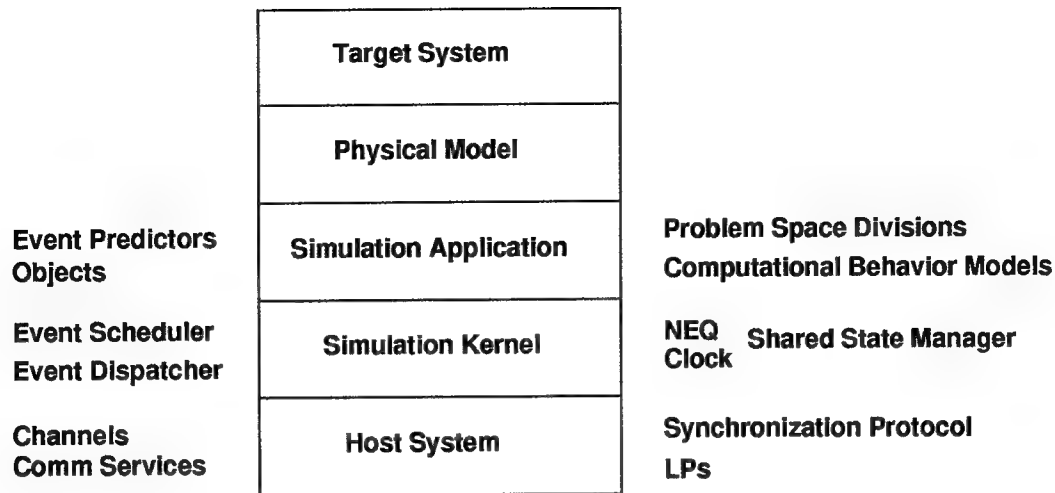 Target System
Physical Model
Event Predictors
Objects
Simulation Application
Problem Space Divisions
Computational Behavior Models
Event Scheduler
Event Dispatcher
Simulation Kernel
NEQ
Clock
Shared State Manager
Channels
Comm Services
Host System
Synchronization Protocol
LPs